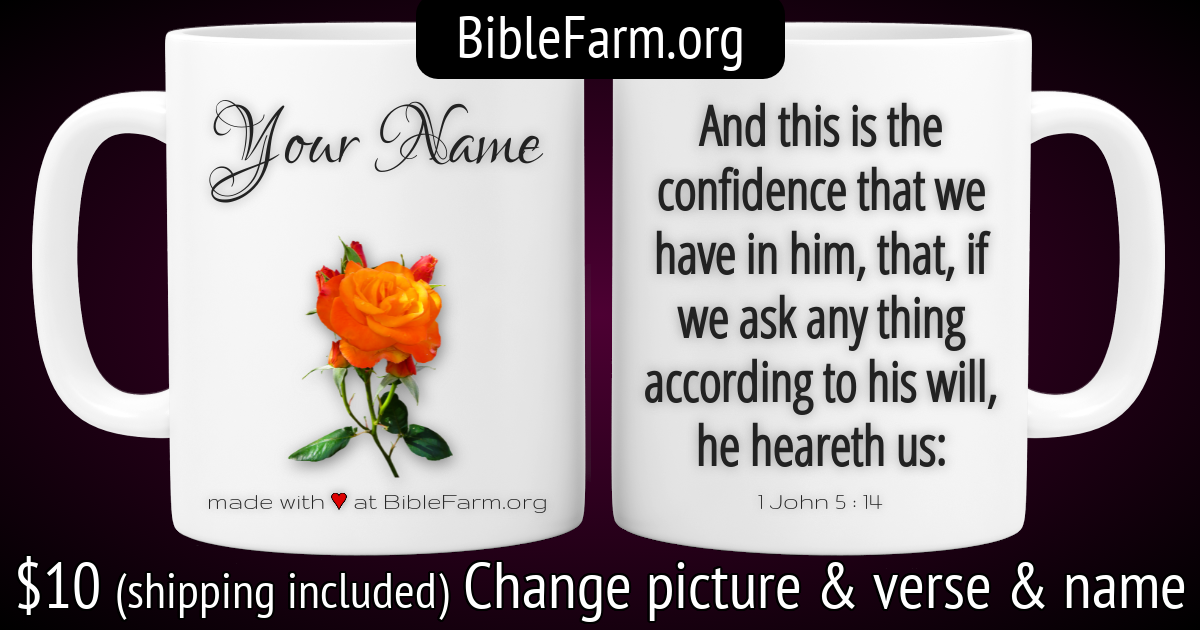 BibleFarm.org
Your Name
made with ♥ at BibleFarm.org
And this is the
confidence that we
have in him, that, if
we ask any thing
according to his will,
he heareth us:
1 John 5 : 14
$10 (shipping included) Change picture & verse & name